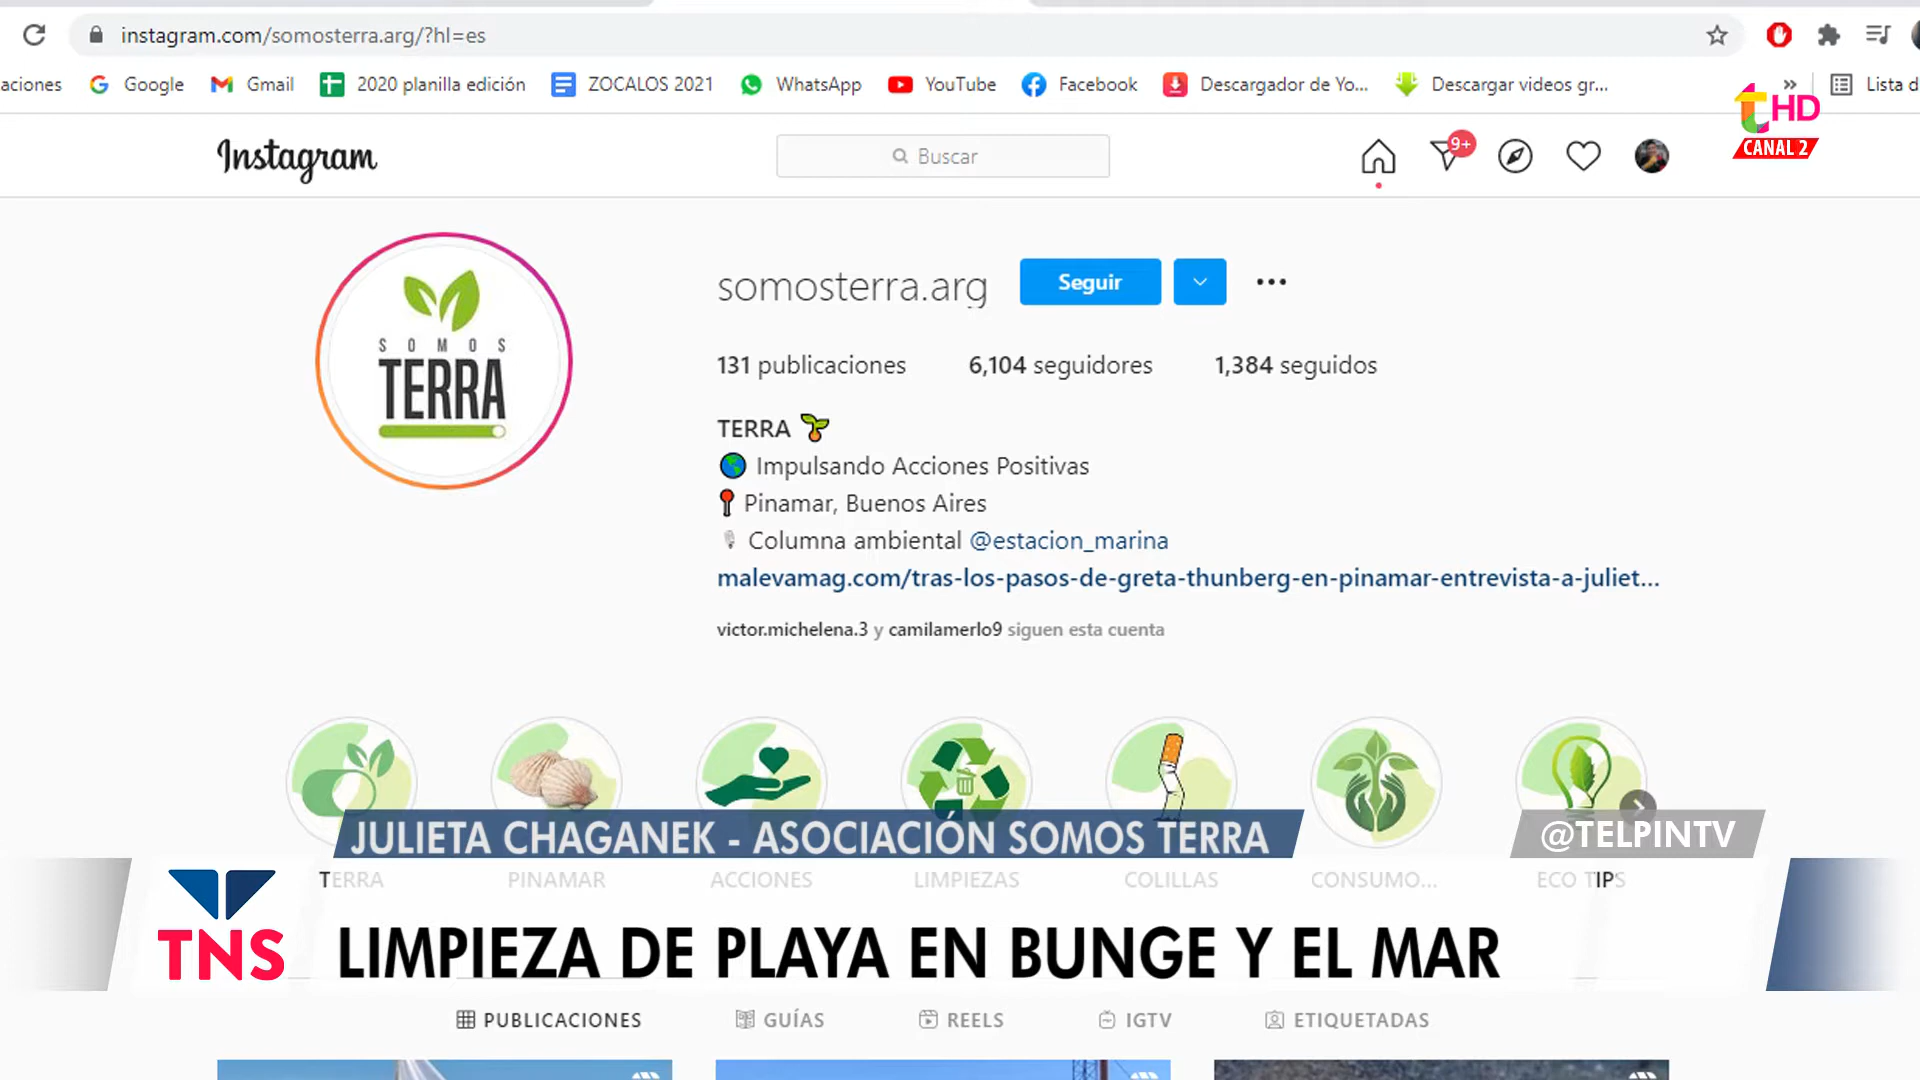 instagram.com/somosterra.arg/?hl=es
aciones Google Gmail 2020 planilla edición ZOCALOS 2021 WhatsApp YouTube Facebook Descargador de Yo... Descargar videos gr... » Lista d
t HD
CANAL 2
Instagram Buscar 9+
somosterra.arg Seguir
SOMOS
TERRA
131 publicaciones 6,104 seguidores 1,384 seguidos
TERRA
Impulsando Acciones Positivas
Pinamar, Buenos Aires
Columna ambiental @estacion_marina
malevamag.com/tras-los-pasos-de-greta-thunberg-en-pinamar-entrevista-a-juliet...
victor.michelena.3 y camilamerlo9 siguen esta cuenta
JULIETA CHAGANEK - ASOCIACIÓN SOMOS TERRA
@TELPINTV
TERRA PINAMAR ACCIONES LIMPIEZAS COLILLAS CONSUMO... ECO TIPS
TNS
LIMPIEZA DE PLAYA EN BUNGE Y EL MAR
PUBLICACIONES GUÍAS REELS IGTV ETIQUETADAS